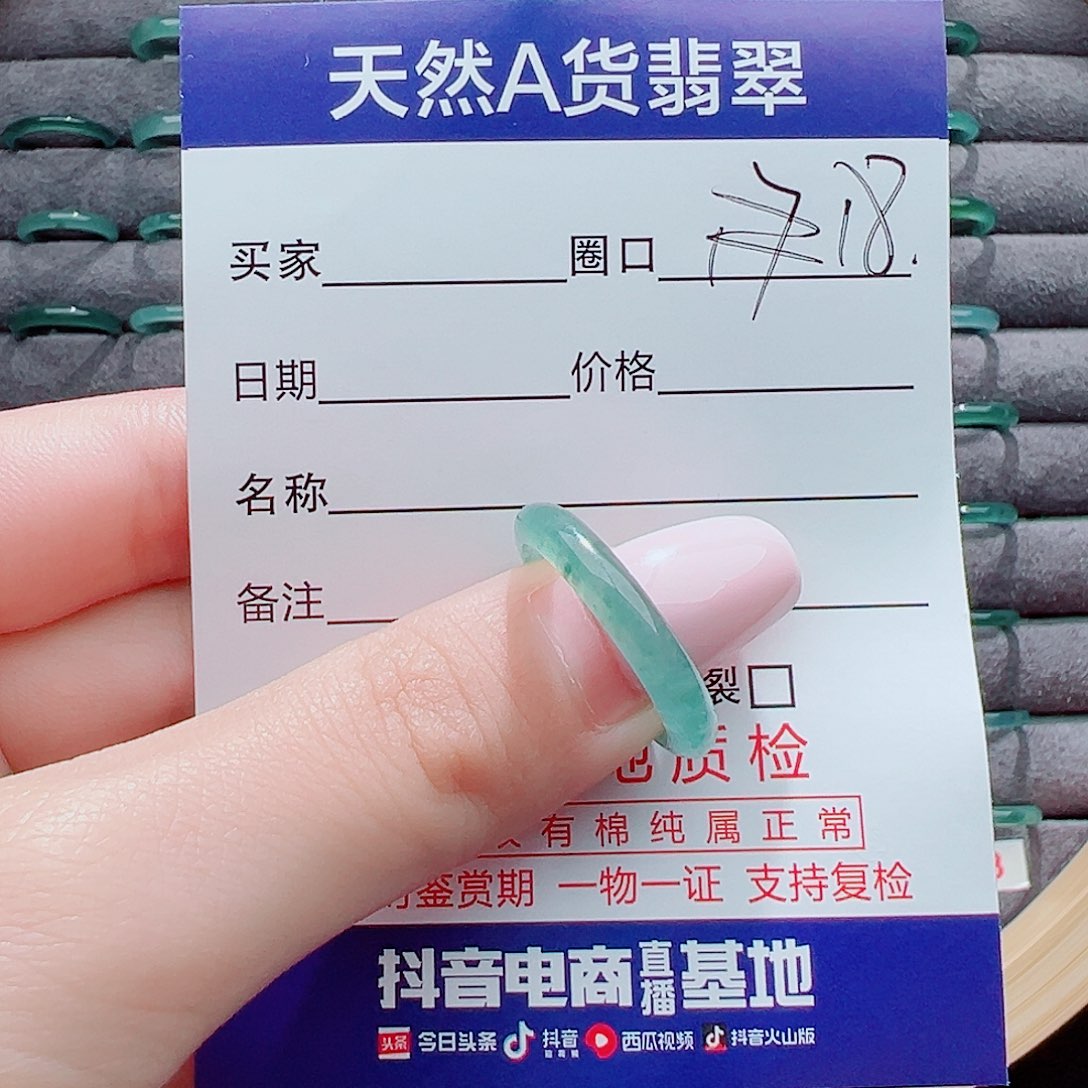 天然A货翡翠
买家 圈口 18.
日期 价格
名称
备注
裂
质检
有棉纯属正常
鉴赏期 一物一证 支持复检
抖音电商直播基地
头条 今日头条 抖音 西瓜视频 抖音火山版